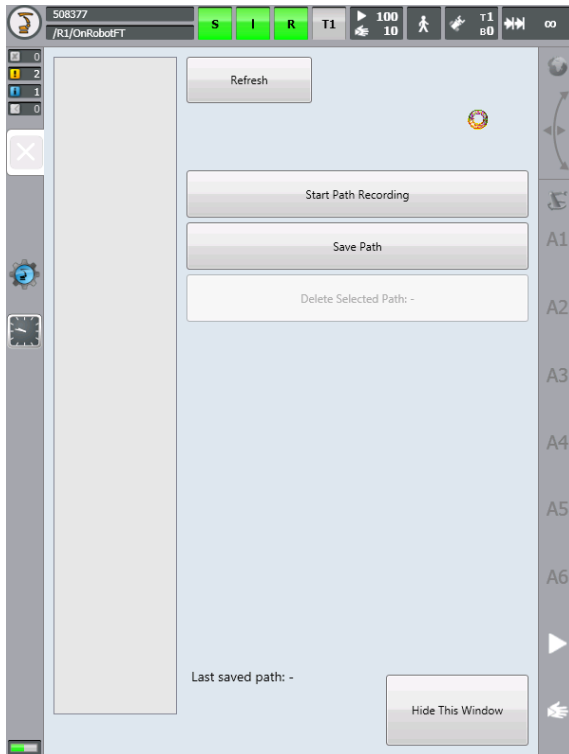 508377
/R1/OnRobotFT
S I R T1 100 10 T1 B0 ∞
0
2
1
0
Refresh
Start Path Recording
Save Path
Delete Selected Path: -
A1
A2
A3
A4
A5
A6
Last saved path: -
Hide This Window